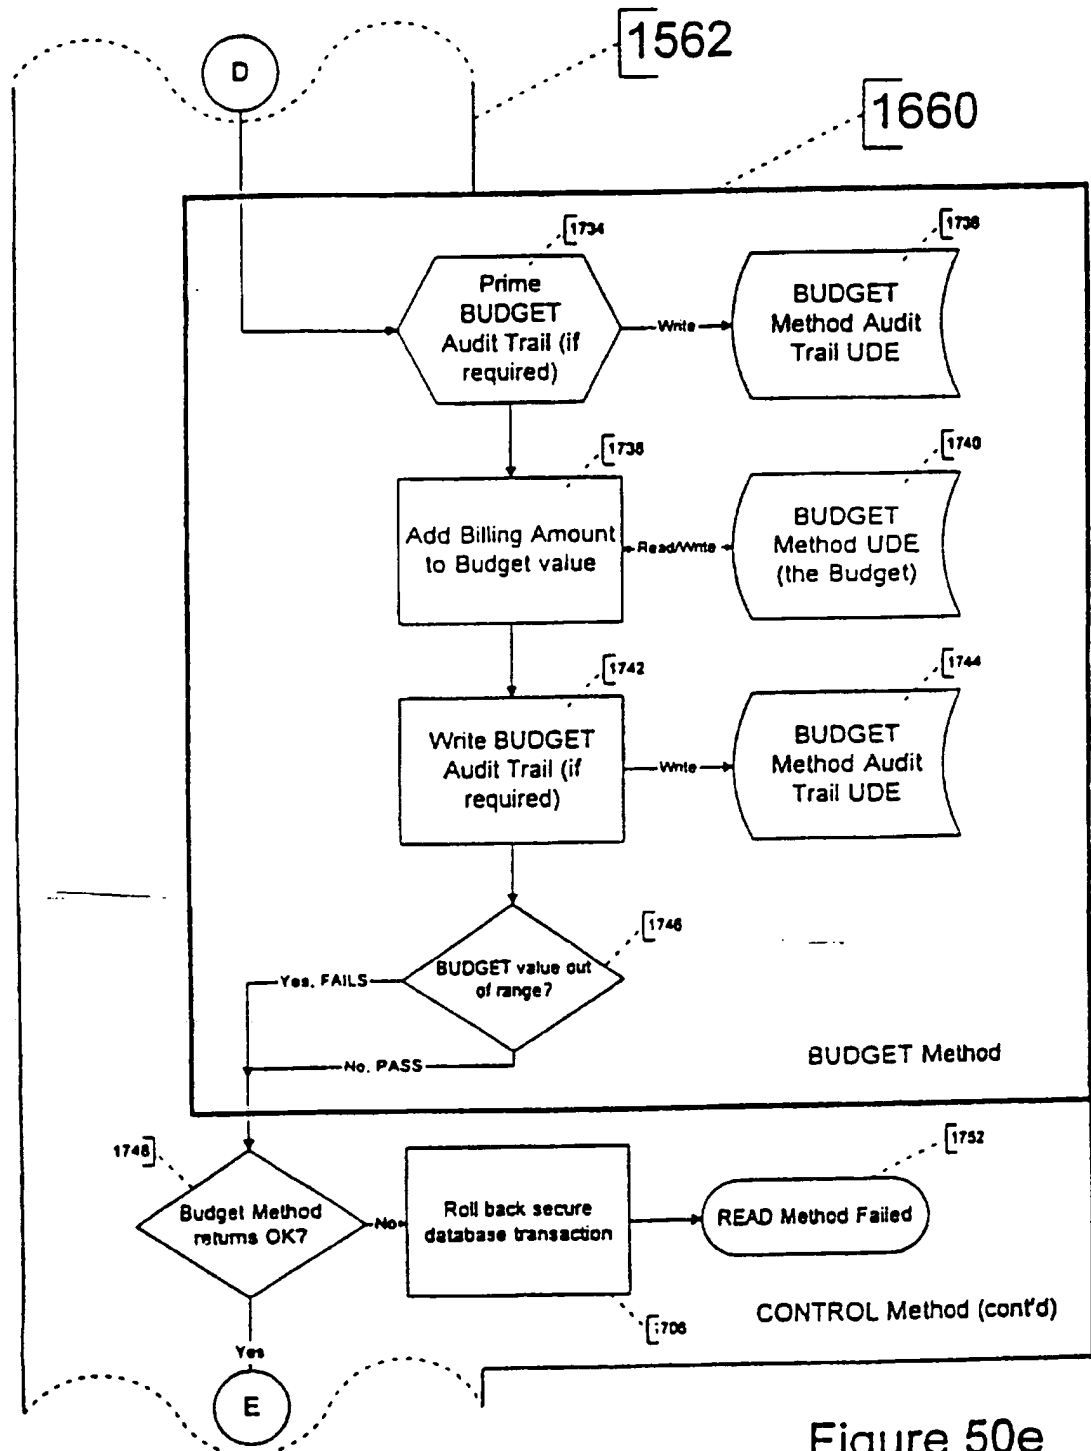 D
1562
1660
1734
1736
Prime
BUDGET
Audit Trail (if
required)
Write
BUDGET
Method Audit
Trail UDE
1738
1740
Add Billing Amount
to Budget value
Read/Write
BUDGET
Method UDE
(the Budget)
1742
1744
Write BUDGET
Audit Trail (if
required)
Write
BUDGET
Method Audit
Trail UDE
1746
BUDGET value out
of range?
Yes, FAILS
No, PASS
BUDGET Method
1748
1752
Budget Method
returns OK?
No
Roll back secure
database transaction
READ Method Failed
1706
CONTROL Method (cont'd)
Yes
E
Figure 50e